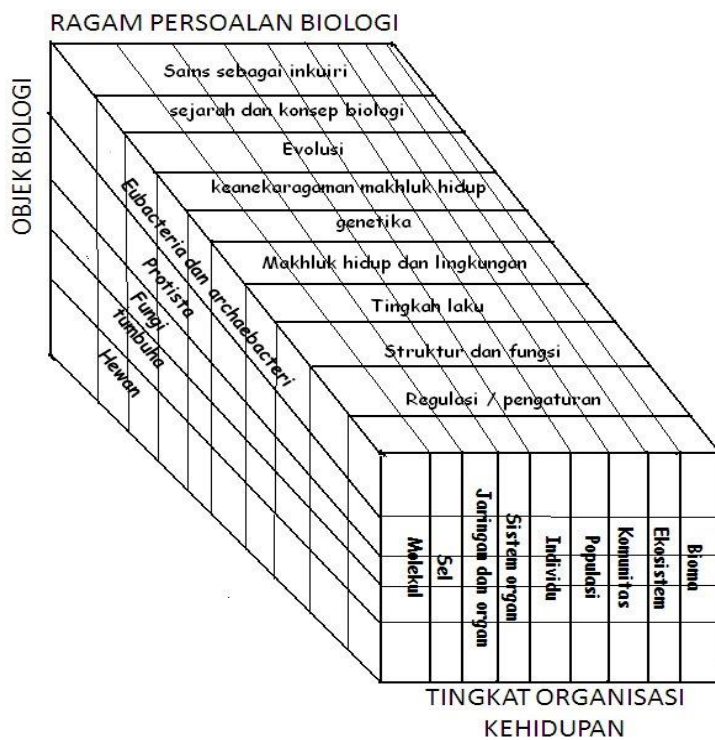 RAGAM PERSOALAN BIOLOGI
OBJEK BIOLOGI
Sains sebagai inkuiri
sejarah dan konsep biologi
Evolusi
keanekaragaman makhluk hidup
genetika
Makhluk hidup dan lingkungan
Tingkah laku
Struktur dan fungsi
Regulasi / pengaturan
Eubacteria dan archaebacteri
Protista
Fungi
tumbuha
Hewan
Molekul
Sel
Jaringan dan organ
Sistem organ
Individu
Populasi
Komunitas
Ekosistem
Bioma
TINGKAT ORGANISASI
KEHIDUPAN